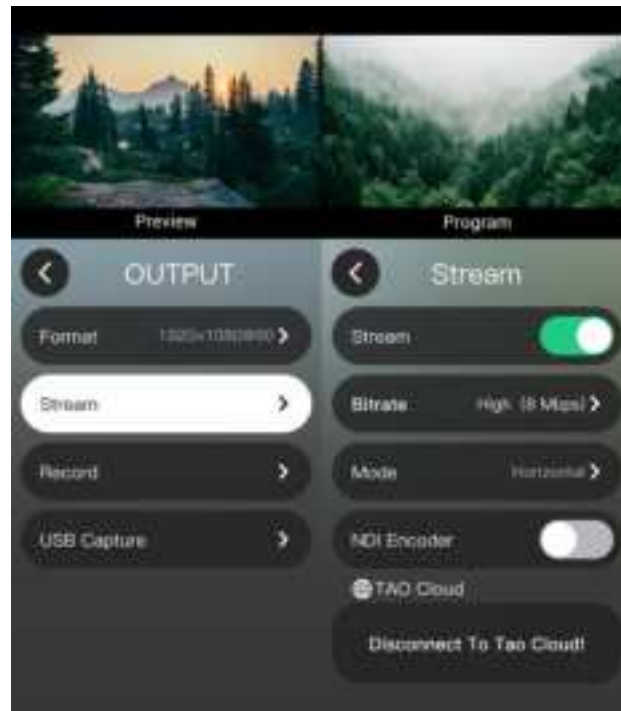 Preview
Program
OUTPUT
Format
Stream
Record
USB Capture
Stream
Stream
Bitrate High (8 Mbps)
Mode Horizontal
NDI Encoder
TAO Cloud
Disconnect To Tao Cloud!